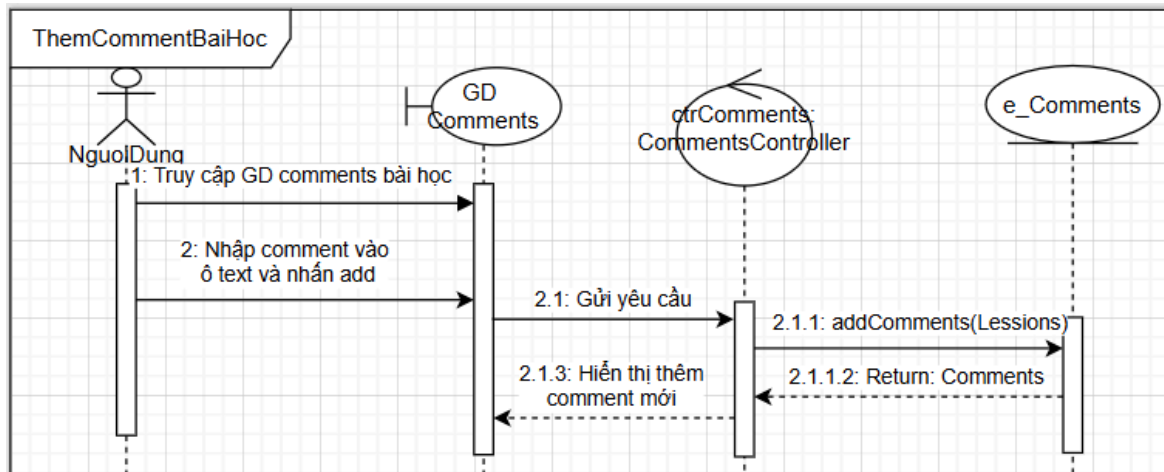 ThemCommentBaiHoc
GD
Comments
ctrComments:
CommentsController
e_Comments
NguoiDung
1: Truy cập GD comments bài học
2: Nhập comment vào
ô text và nhấn add
2.1: Gửi yêu cầu
2.1.1: addComments(Lessions)
2.1.3: Hiển thị thêm
comment mới
2.1.1.2: Return: Comments